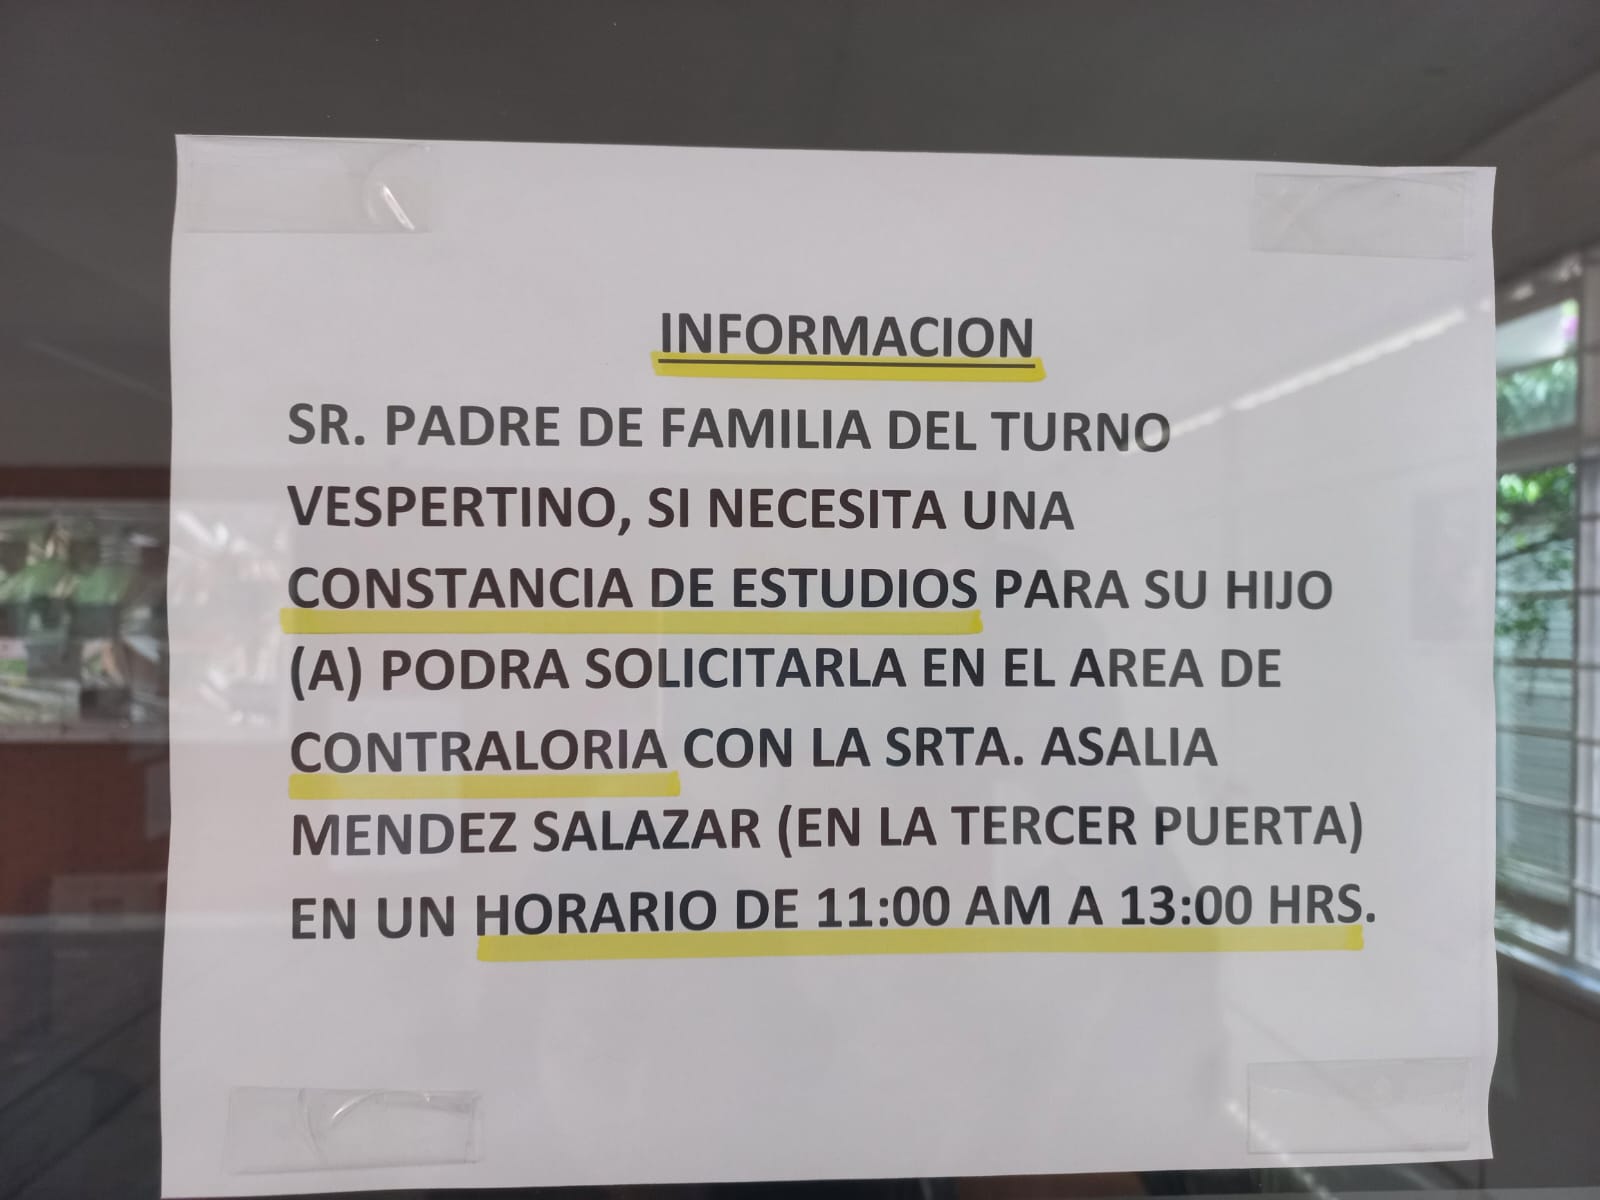 INFORMACION
SR. PADRE DE FAMILIA DEL TURNO
VESPERTINO, SI NECESITA UNA
CONSTANCIA DE ESTUDIOS PARA SU HIJO
(A) PODRA SOLICITARLA EN EL AREA DE
CONTRALORIA CON LA SRTA. ASALIA
MENDEZ SALAZAR (EN LA TERCER PUERTA)
EN UN HORARIO DE 11:00 AM A 13:00 HRS.